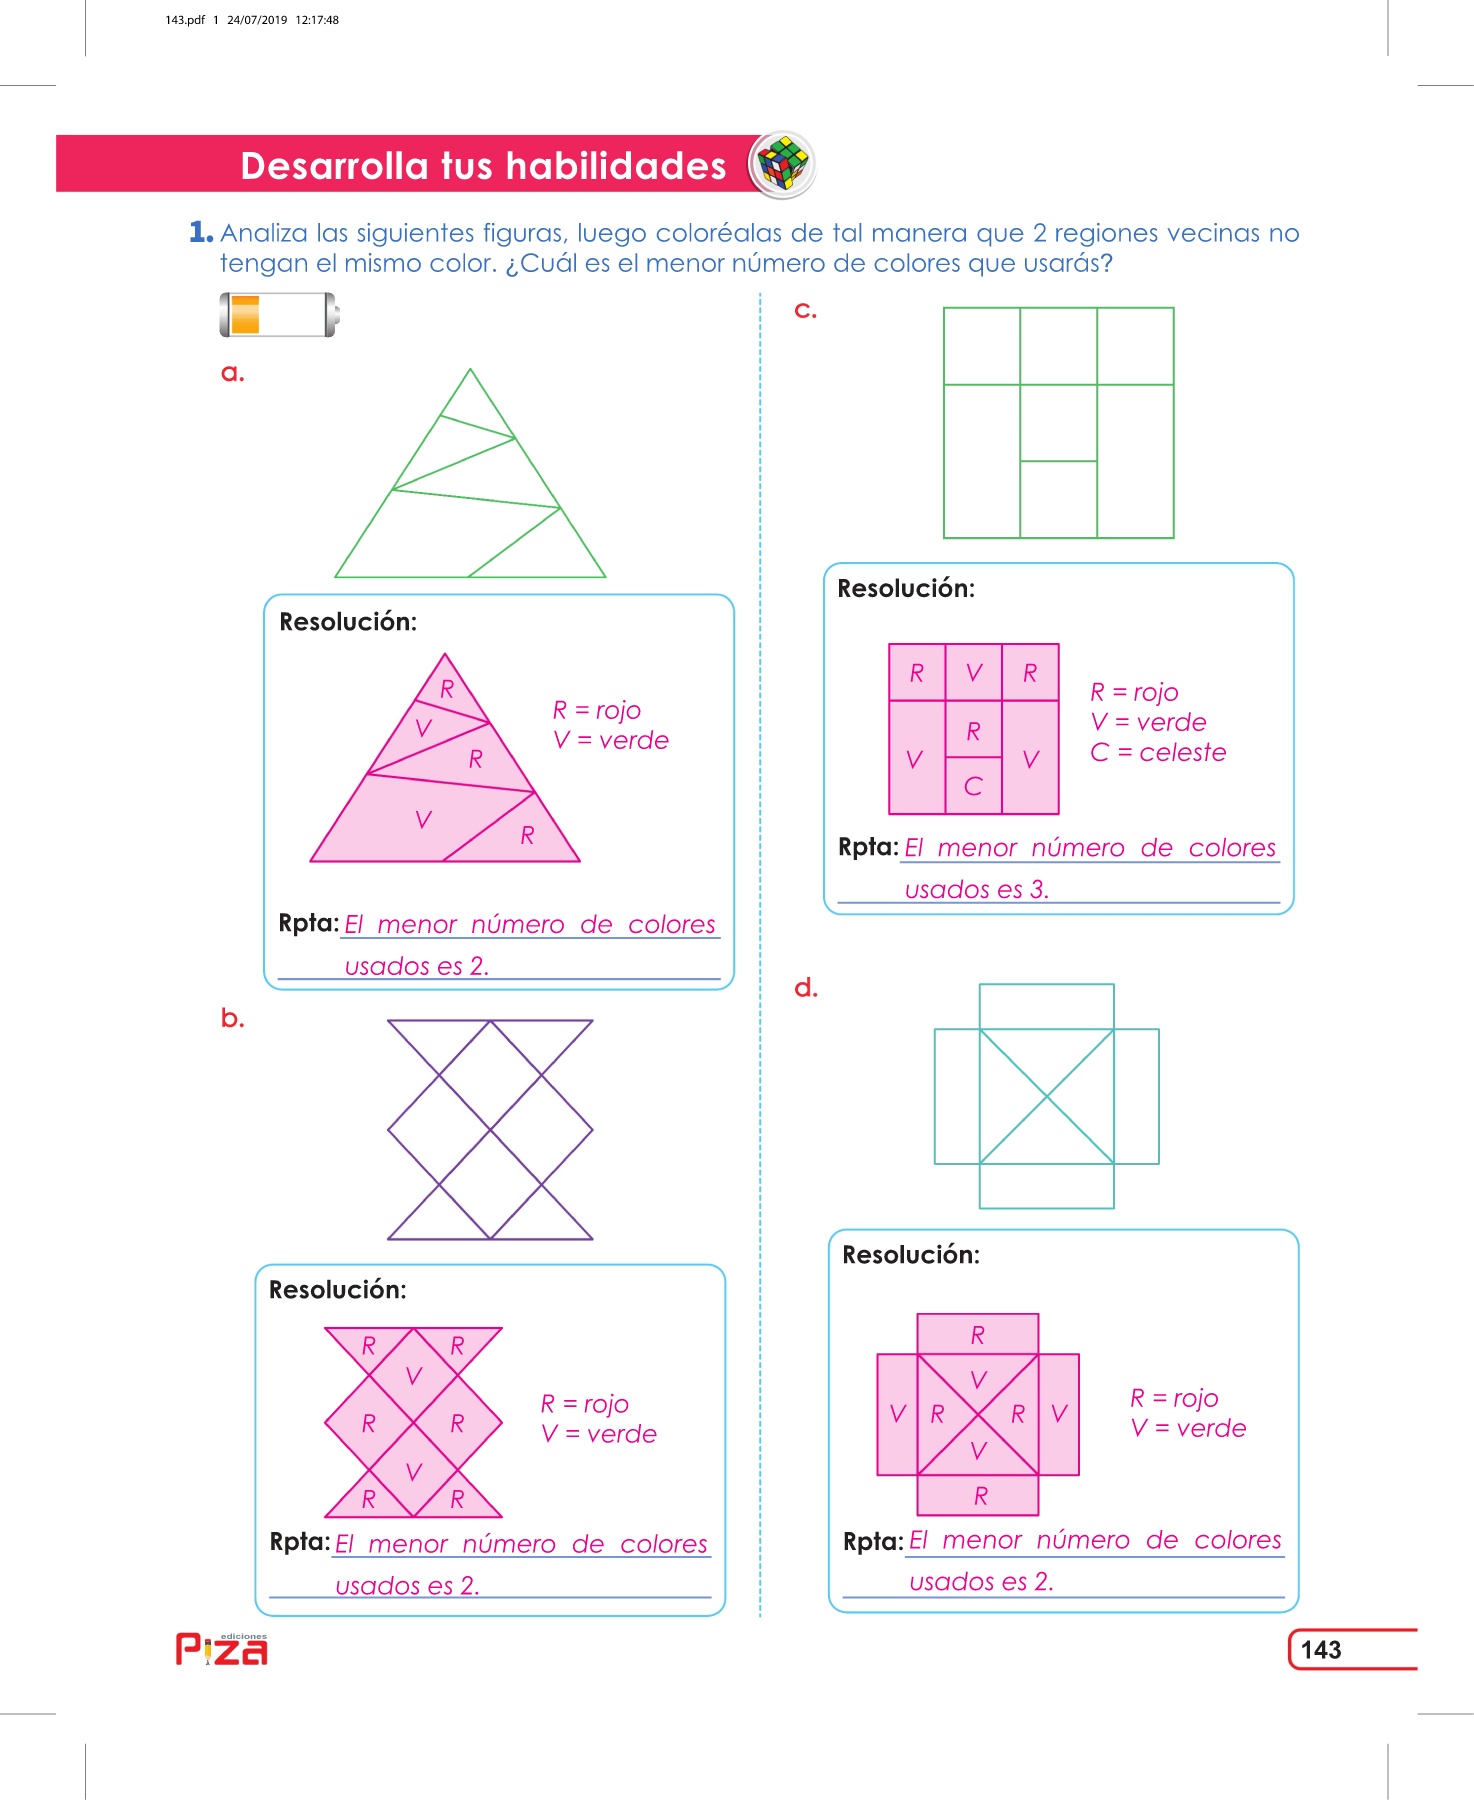 143.pdf 1 24/07/2019 12:17:48
Desarrolla tus habilidades
1. Analiza las siguientes figuras, luego coloréalas de tal manera que 2 regiones vecinas no
tengan el mismo color. ¿Cuál es el menor número de colores que usarás?
a.
Resolución:
R
V
R
V
R
R = rojo
V = verde
Rpta: El menor número de colores
usados es 2.
b.
Resolución:
R R
V
R R
V
R R
R = rojo
V = verde
Rpta: El menor número de colores
usados es 2.
c.
Resolución:
R V R
R
V V
C
R = rojo
V = verde
C = celeste
Rpta: El menor número de colores
usados es 3.
d.
Resolución:
R
V
V R R V
V
R
R = rojo
V = verde
Rpta: El menor número de colores
usados es 2.
ediciones
Piza
143